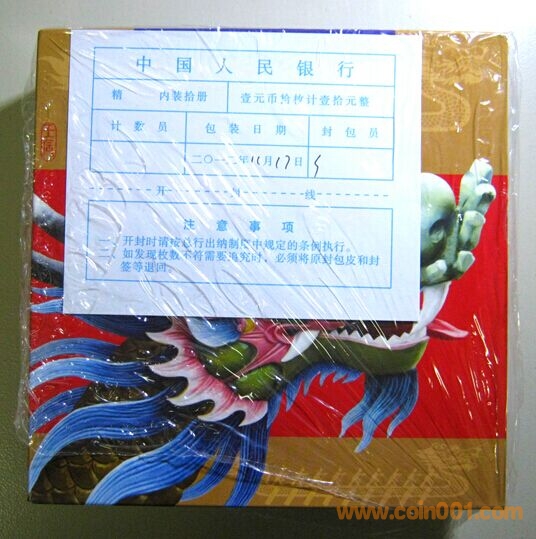 中国人民银行
精 内装拾册 壹元币拾枚计壹拾元整
计数员 包装日期 封包员
二〇一二年11月17日
开 封 线
注意事项
一、开封时请按总行出纳制度中规定的条例执行。
二、如发现枚数不符需要追究时，必须将原封包皮和封
签等退回。
www.coin001.com